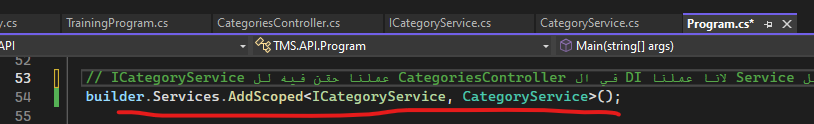 y.cs TrainingProgram.cs CategoriesController.cs ICategoryService.cs CategoryService.cs Program.cs*
API TMS.API.Program Main(string[] args)
52
53 // ICategoryService عملنا حقن فيه لل CategoriesController في ال DI لانا عملنا Service
54 builder.Services.AddScoped<ICategoryService, CategoryService>();
55